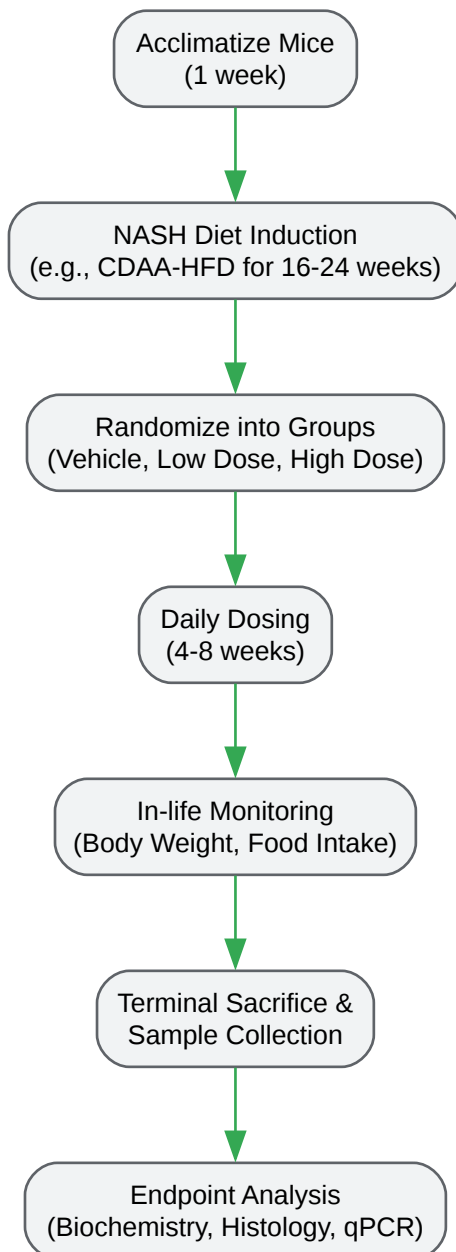 Acclimatize Mice
(1 week)
NASH Diet Induction
(e.g., CDAA-HFD for 16-24 weeks)
Randomize into Groups
(Vehicle, Low Dose, High Dose)
Daily Dosing
(4-8 weeks)
In-life Monitoring
(Body Weight, Food Intake)
Terminal Sacrifice &
Sample Collection
Endpoint Analysis
(Biochemistry, Histology, qPCR)